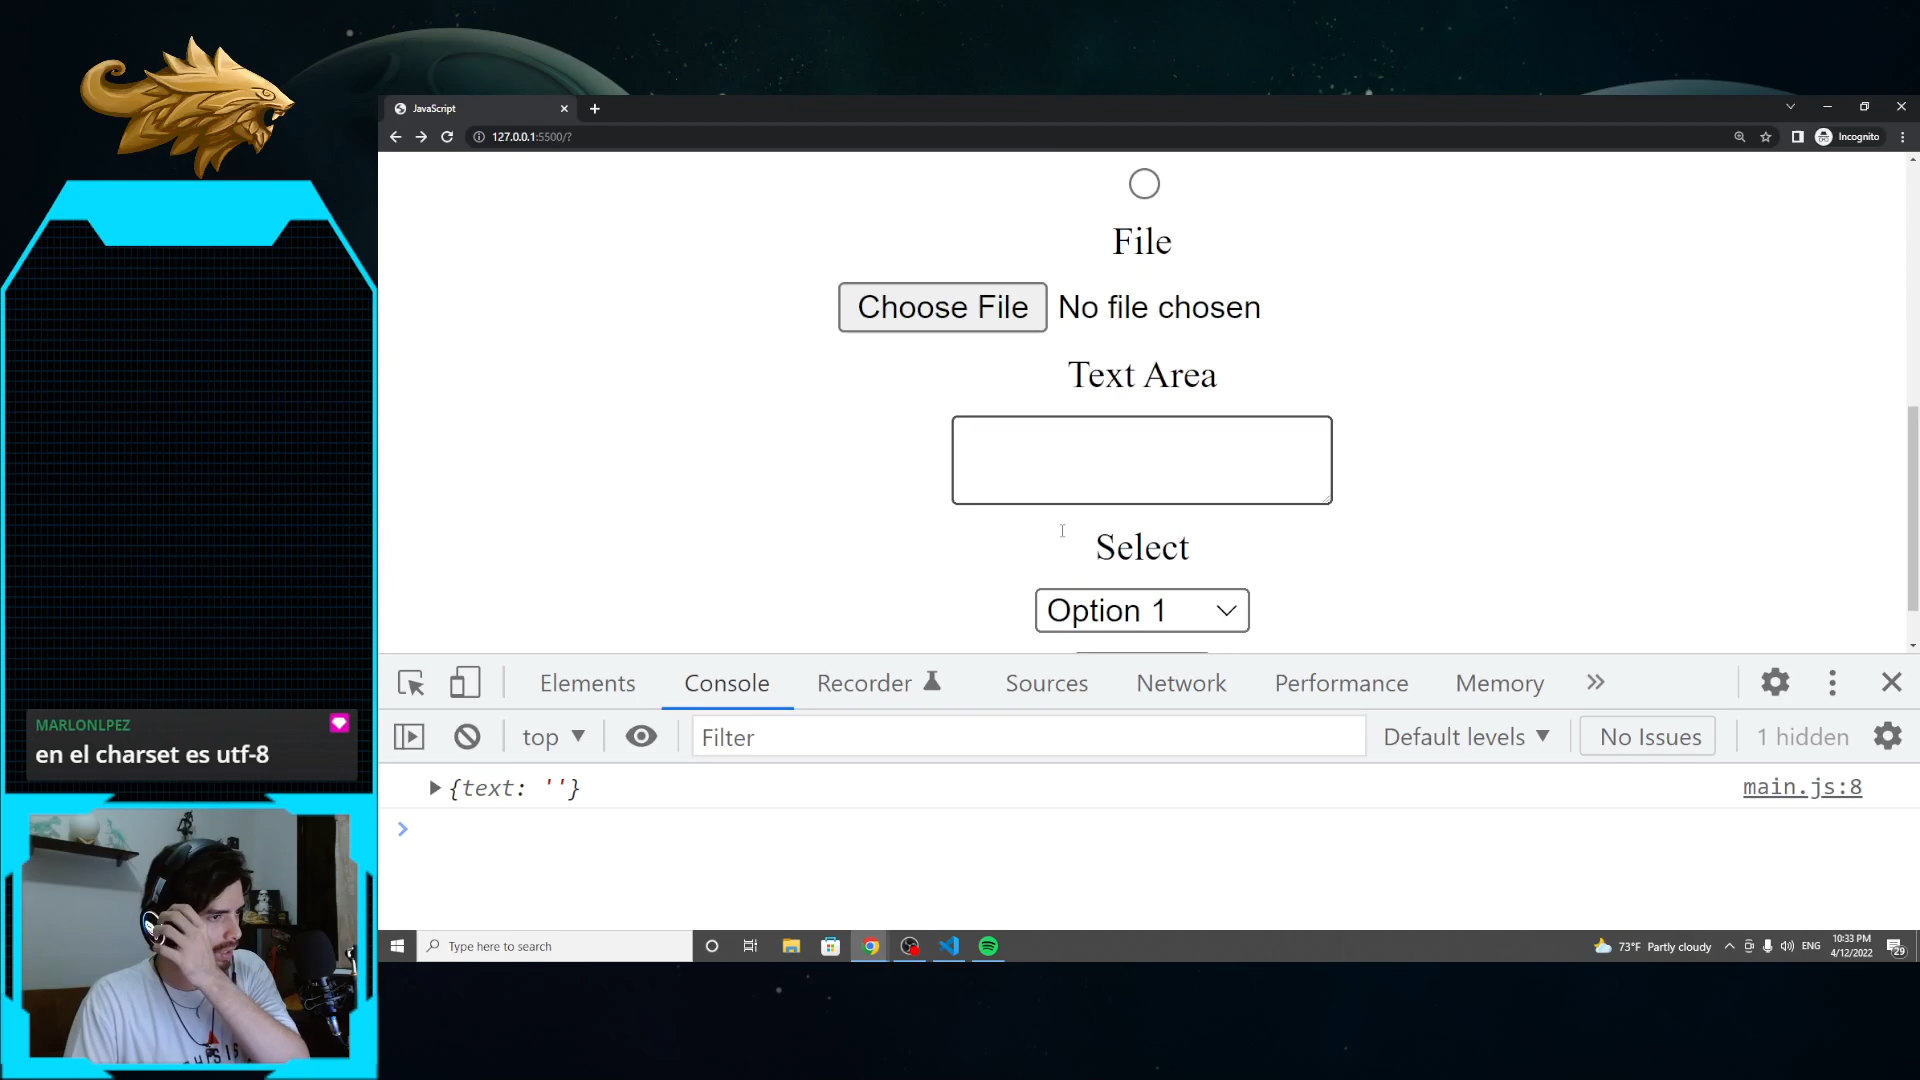 JavaScript
127.0.0.1:5500/?
Incognito
File
Choose File No file chosen
Text Area
Select
Option 1
Elements Console Recorder Sources Network Performance Memory
top Filter Default levels No Issues 1 hidden
{text: ''} main.js:8
MARLONLPEZ
en el charset es utf-8
Type here to search
73°F Partly cloudy
ENG
10:33 PM
4/12/2022
29